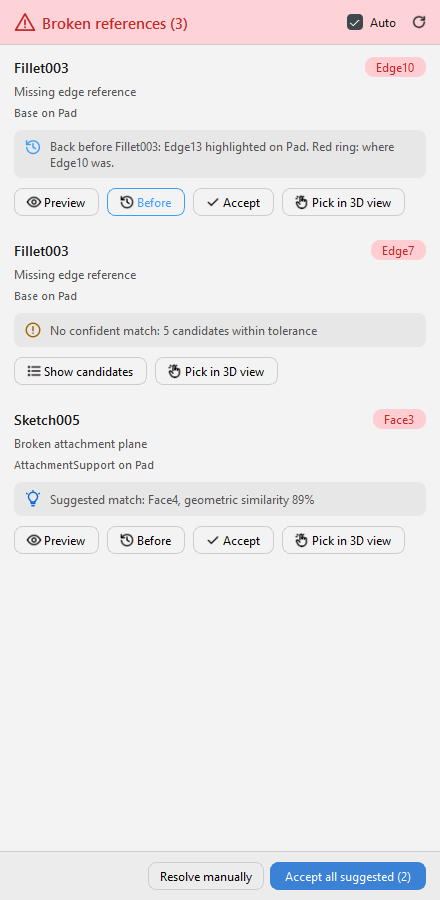 Broken references (3)
Auto
Fillet003
Edge10
Missing edge reference
Base on Pad
Back before Fillet003: Edge13 highlighted on Pad. Red ring: where
Edge10 was.
Preview
Before
Accept
Pick in 3D view
Fillet003
Edge7
Missing edge reference
Base on Pad
No confident match: 5 candidates within tolerance
Show candidates
Pick in 3D view
Sketch005
Face3
Broken attachment plane
AttachmentSupport on Pad
Suggested match: Face4, geometric similarity 89%
Preview
Before
Accept
Pick in 3D view
Resolve manually
Accept all suggested (2)